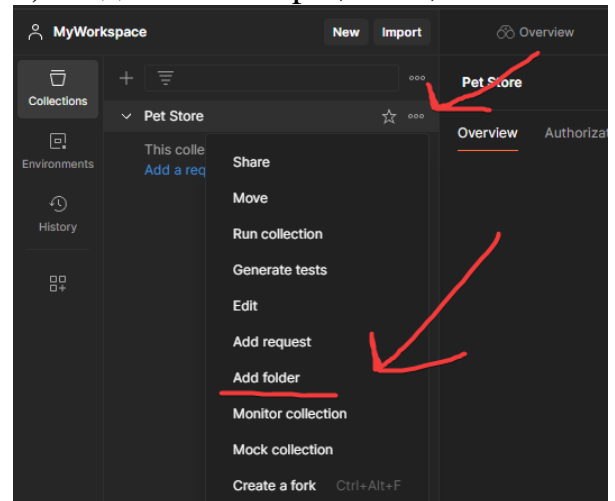 MyWorkspace
New
Import
Overview
Collections
Pet Store
Pet Store
Overview
Authorizat
This colle
Add a req
Environments
History
Share
Move
Run collection
Generate tests
Edit
Add request
Add folder
Monitor collection
Mock collection
Create a fork Ctrl+Alt+F